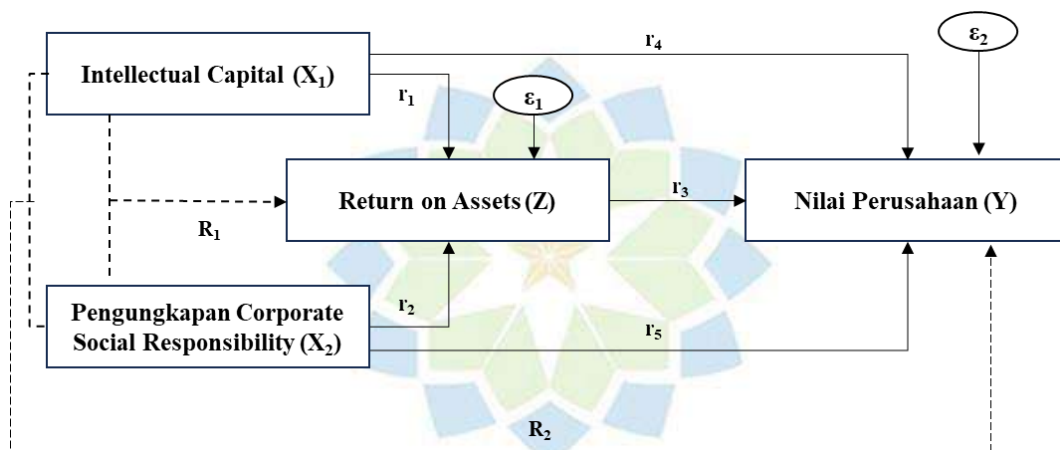 r₄
ε₂
Intellectual Capital (X₁)
r₁
ε₁
Return on Assets (Z)
r₃
Nilai Perusahaan (Y)
R₁
Pengungkapan Corporate
Social Responsibility (X₂)
r₂
r₅
R₂